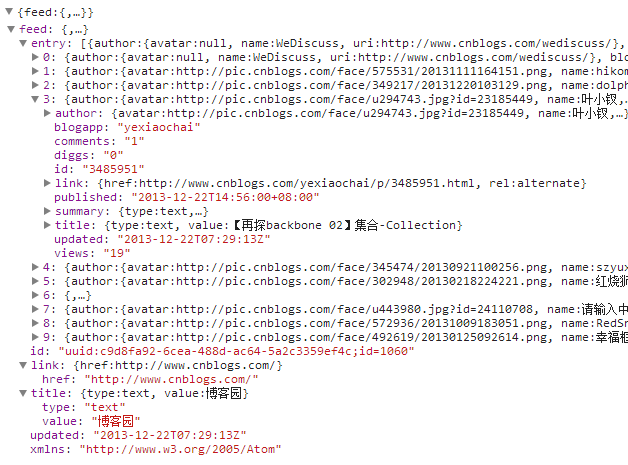 {feed:{,…}}
feed: {,…}
entry: [{author:{avatar:null, name:WeDiscuss, uri:http://www.cnblogs.com/wediscuss/},
0: {author:{avatar:null, name:WeDiscuss, uri:http://www.cnblogs.com/wediscuss/}, blo
1: {author:{avatar:http://pic.cnblogs.com/face/575531/20131111164151.png, name:hikom
2: {author:{avatar:http://pic.cnblogs.com/face/349217/20131220103129.png, name:dolph
3: {author:{avatar:http://pic.cnblogs.com/face/u294743.jpg?id=23185449, name:叶小钗,…
author: {avatar:http://pic.cnblogs.com/face/u294743.jpg?id=23185449, name:叶小钗,…}
blogapp: "yexiaochai"
comments: "1"
diggs: "0"
id: "3485951"
link: {href:http://www.cnblogs.com/yexiaochai/p/3485951.html, rel:alternate}
published: "2013-12-22T14:56:00+08:00"
summary: {type:text,…}
title: {type:text, value:【再探backbone 02】集合-Collection}
updated: "2013-12-22T07:29:13Z"
views: "19"
4: {author:{avatar:http://pic.cnblogs.com/face/345474/20130921100256.png, name:szyux
5: {author:{avatar:http://pic.cnblogs.com/face/302948/20130218224221.png, name:红烧狮
6: {,…}
7: {author:{avatar:http://pic.cnblogs.com/face/u443980.jpg?id=24110708, name:请输入中
8: {author:{avatar:http://pic.cnblogs.com/face/572936/20131009183051.png, name:RedSn
9: {author:{avatar:http://pic.cnblogs.com/face/492619/20130125092614.png, name:幸福框
id: "uuid:c9d8fa92-6cea-488d-ac64-5a2c3359ef4c;id=1060"
link: {href:http://www.cnblogs.com/}
href: "http://www.cnblogs.com/"
title: {type:text, value:博客园}
type: "text"
value: "博客园"
updated: "2013-12-22T07:29:13Z"
xmlns: "http://www.w3.org/2005/Atom"